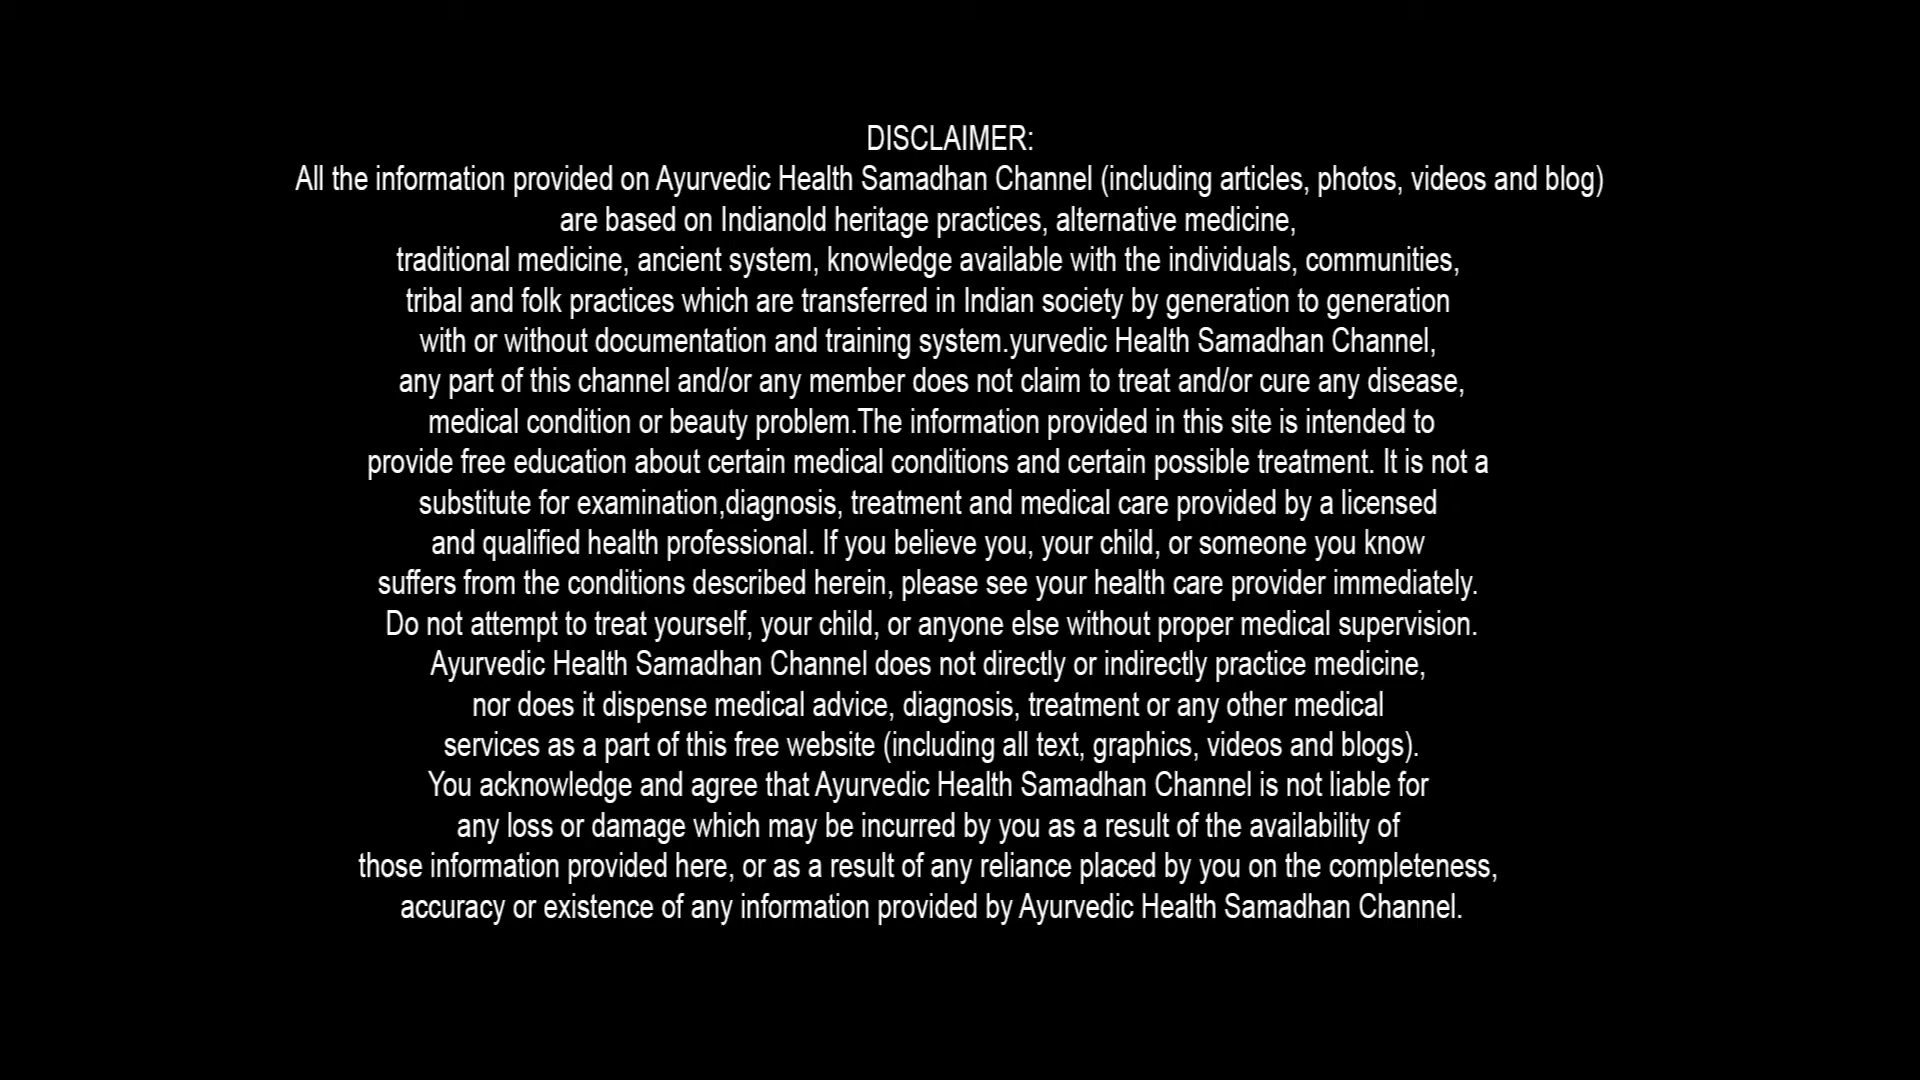 DISCLAIMER:
All the information provided on Ayurvedic Health Samadhan Channel (including articles, photos, videos and blog)
are based on Indianold heritage practices, alternative medicine,
traditional medicine, ancient system, knowledge available with the individuals, communities,
tribal and folk practices which are transferred in Indian society by generation to generation
with or without documentation and training system.yurvedic Health Samadhan Channel,
any part of this channel and/or any member does not claim to treat and/or cure any disease,
medical condition or beauty problem.The information provided in this site is intended to
provide free education about certain medical conditions and certain possible treatment. It is not a
substitute for examination,diagnosis, treatment and medical care provided by a licensed
and qualified health professional. If you believe you, your child, or someone you know
suffers from the conditions described herein, please see your health care provider immediately.
Do not attempt to treat yourself, your child, or anyone else without proper medical supervision.
Ayurvedic Health Samadhan Channel does not directly or indirectly practice medicine,
nor does it dispense medical advice, diagnosis, treatment or any other medical
services as a part of this free website (including all text, graphics, videos and blogs).
You acknowledge and agree that Ayurvedic Health Samadhan Channel is not liable for
any loss or damage which may be incurred by you as a result of the availability of
those information provided here, or as a result of any reliance placed by you on the completeness,
accuracy or existence of any information provided by Ayurvedic Health Samadhan Channel.